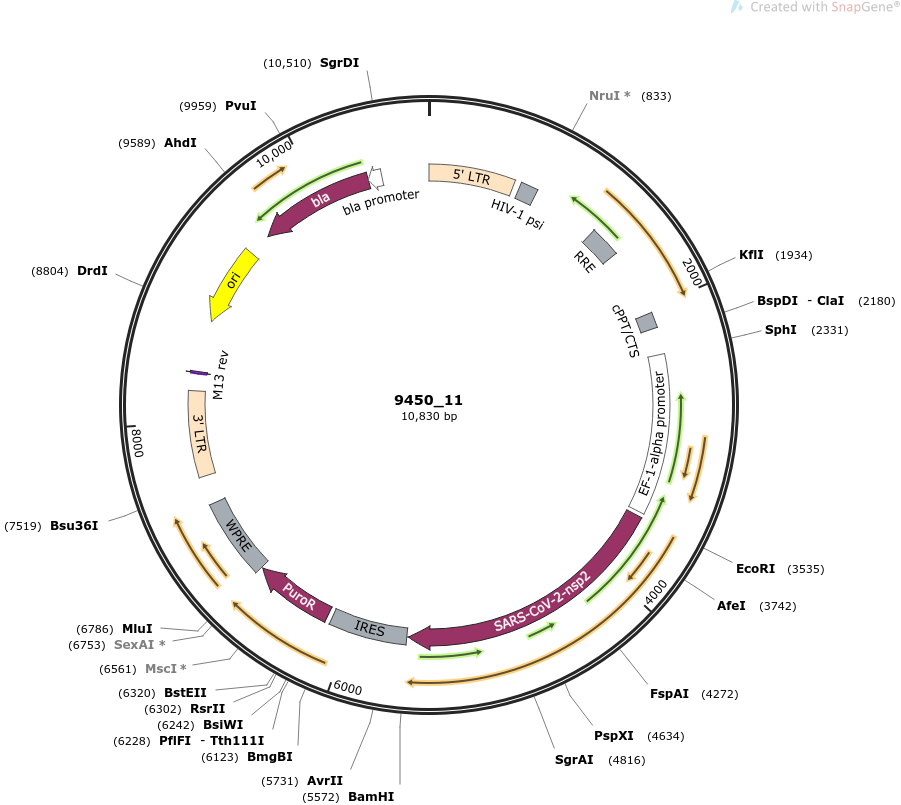 Created with SnapGene®
(10,510) SgrDI
NruI * (833)
(9959) PvuI
(9589) AhdI
10,000
5' LTR
bla
bla promoter
HIV-1 psi
RRE
KflI (1934)
2000
(8804) DrdI
ori
BspDI - ClaI (2180)
cPPT/CTS
SphI (2331)
M13 rev
9450_11
10,830 bp
EF-1-alpha promoter
3' LTR
8000
(7519) Bsu36I
WPRE
EcoRI (3535)
4000
AfeI (3742)
PuroR
SARS-CoV-2-nsp2
IRES
(6786) MluI
(6753) SexAI *
(6561) MscI *
6000
(6320) BstEII
(6302) RsrII
(6242) BsiWI
(6228) PflFI - Tth111I
(6123) BmgBI
(5731) AvrII
(5572) BamHI
FspAI (4272)
PspXI (4634)
SgrAI (4816)